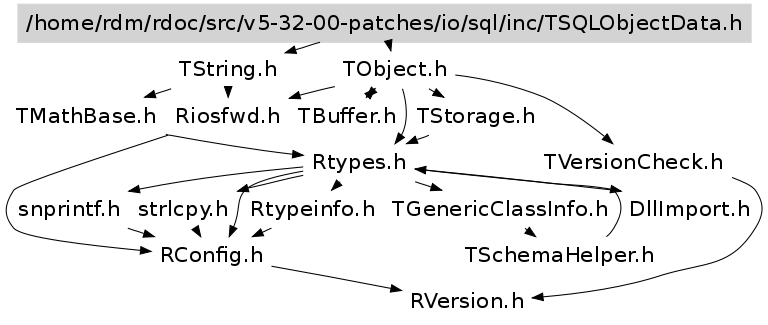 /home/rdm/rdoc/src/v5-32-00-patches/io/sql/inc/TSQLObjectData.h
TString.h TObject.h
TMathBase.h Riosfwd.h TBuffer.h TStorage.h
Rtypes.h TVersionCheck.h
snprintf.h strlcpy.h Rtypeinfo.h TGenericClassInfo.h DllImport.h
RConfig.h TSchemaHelper.h
RVersion.h